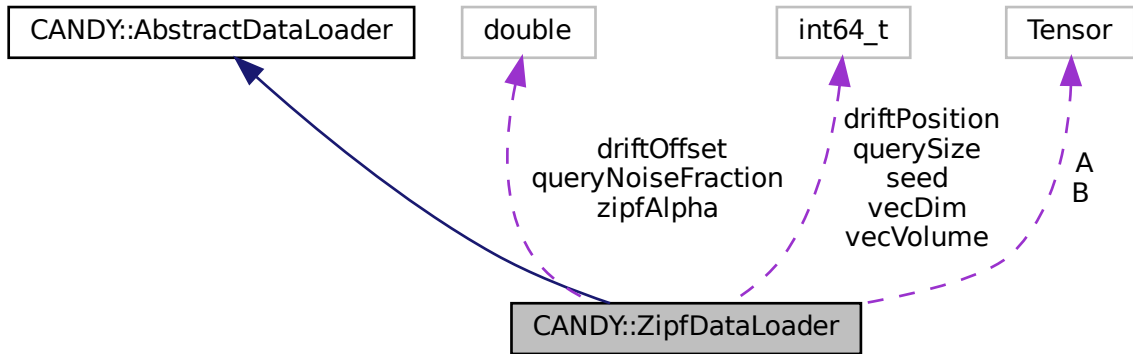 CANDY::AbstractDataLoader
double
int64_t
Tensor
driftOffset
queryNoiseFraction
zipfAlpha
driftPosition
querySize
seed
vecDim
vecVolume
A
B
CANDY::ZipfDataLoader